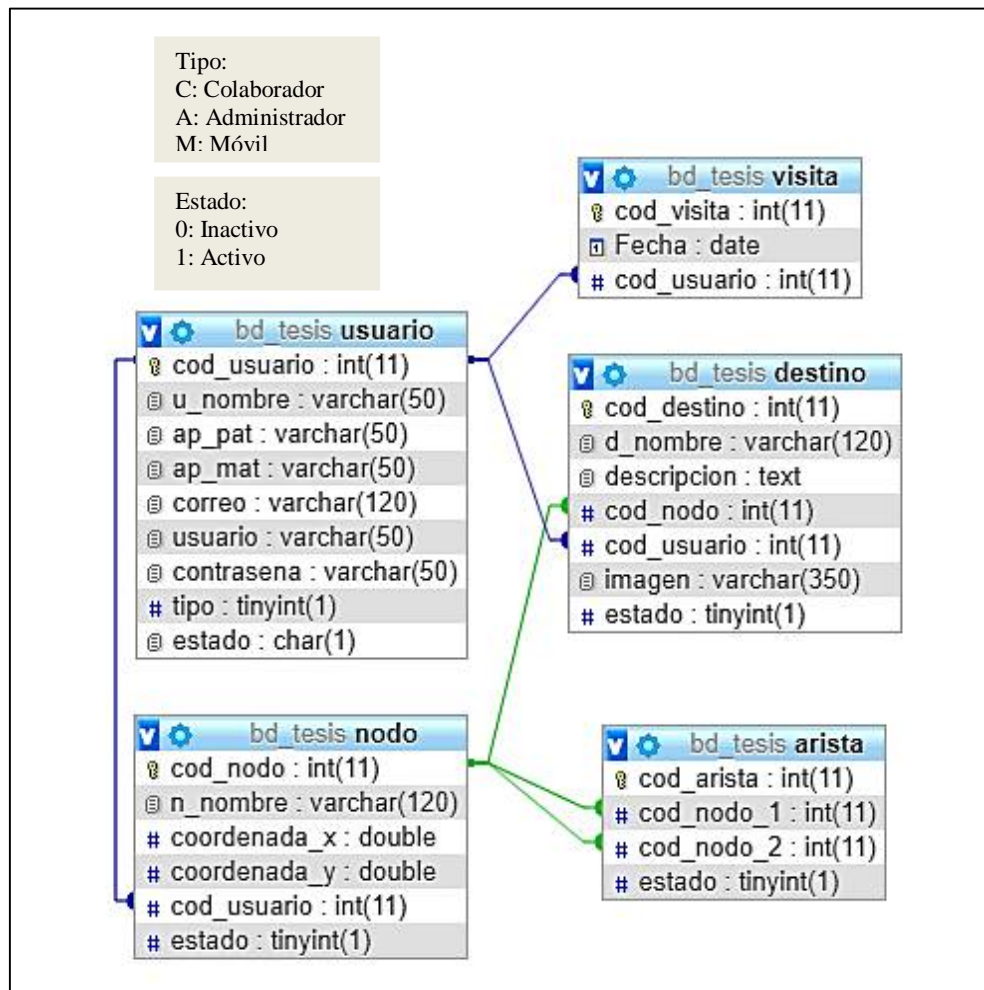 Tipo:
C: Colaborador
A: Administrador
M: Móvil
Estado:
0: Inactivo
1: Activo
bd_tesis visita
cod_visita : int(11)
Fecha : date
# cod_usuario : int(11)
bd_tesis usuario
cod_usuario : int(11)
u_nombre : varchar(50)
ap_pat : varchar(50)
ap_mat : varchar(50)
correo : varchar(120)
usuario : varchar(50)
contrasena : varchar(50)
# tipo : tinyint(1)
estado : char(1)
bd_tesis destino
cod_destino : int(11)
d_nombre : varchar(120)
descripcion : text
# cod_nodo : int(11)
# cod_usuario : int(11)
imagen : varchar(350)
# estado : tinyint(1)
bd_tesis nodo
cod_nodo : int(11)
n_nombre : varchar(120)
# coordenada_x : double
# coordenada_y : double
# cod_usuario : int(11)
# estado : tinyint(1)
bd_tesis arista
cod_arista : int(11)
# cod_nodo_1 : int(11)
# cod_nodo_2 : int(11)
# estado : tinyint(1)